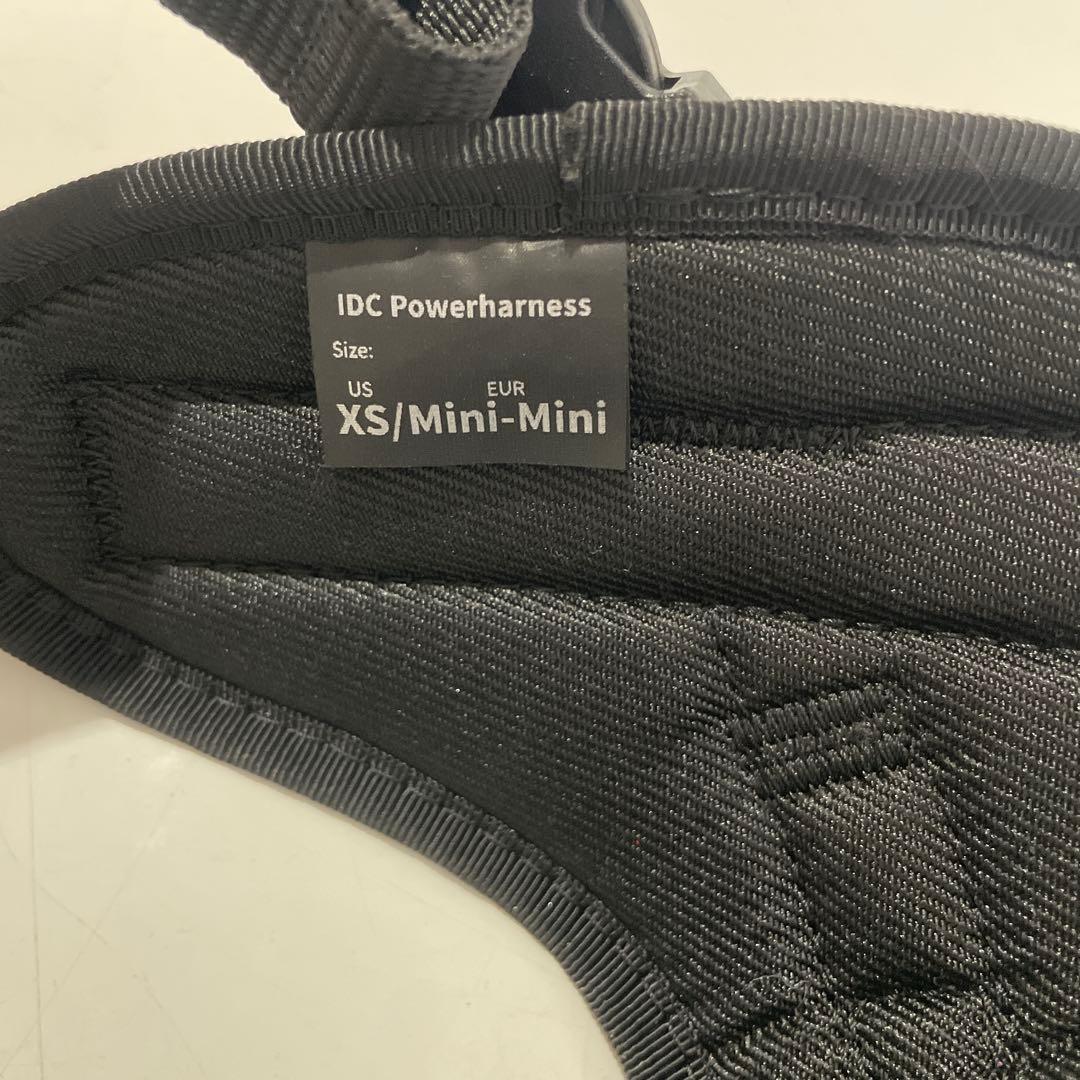 IDC Powerharness
Size:
US EUR
XS/Mini-Mini